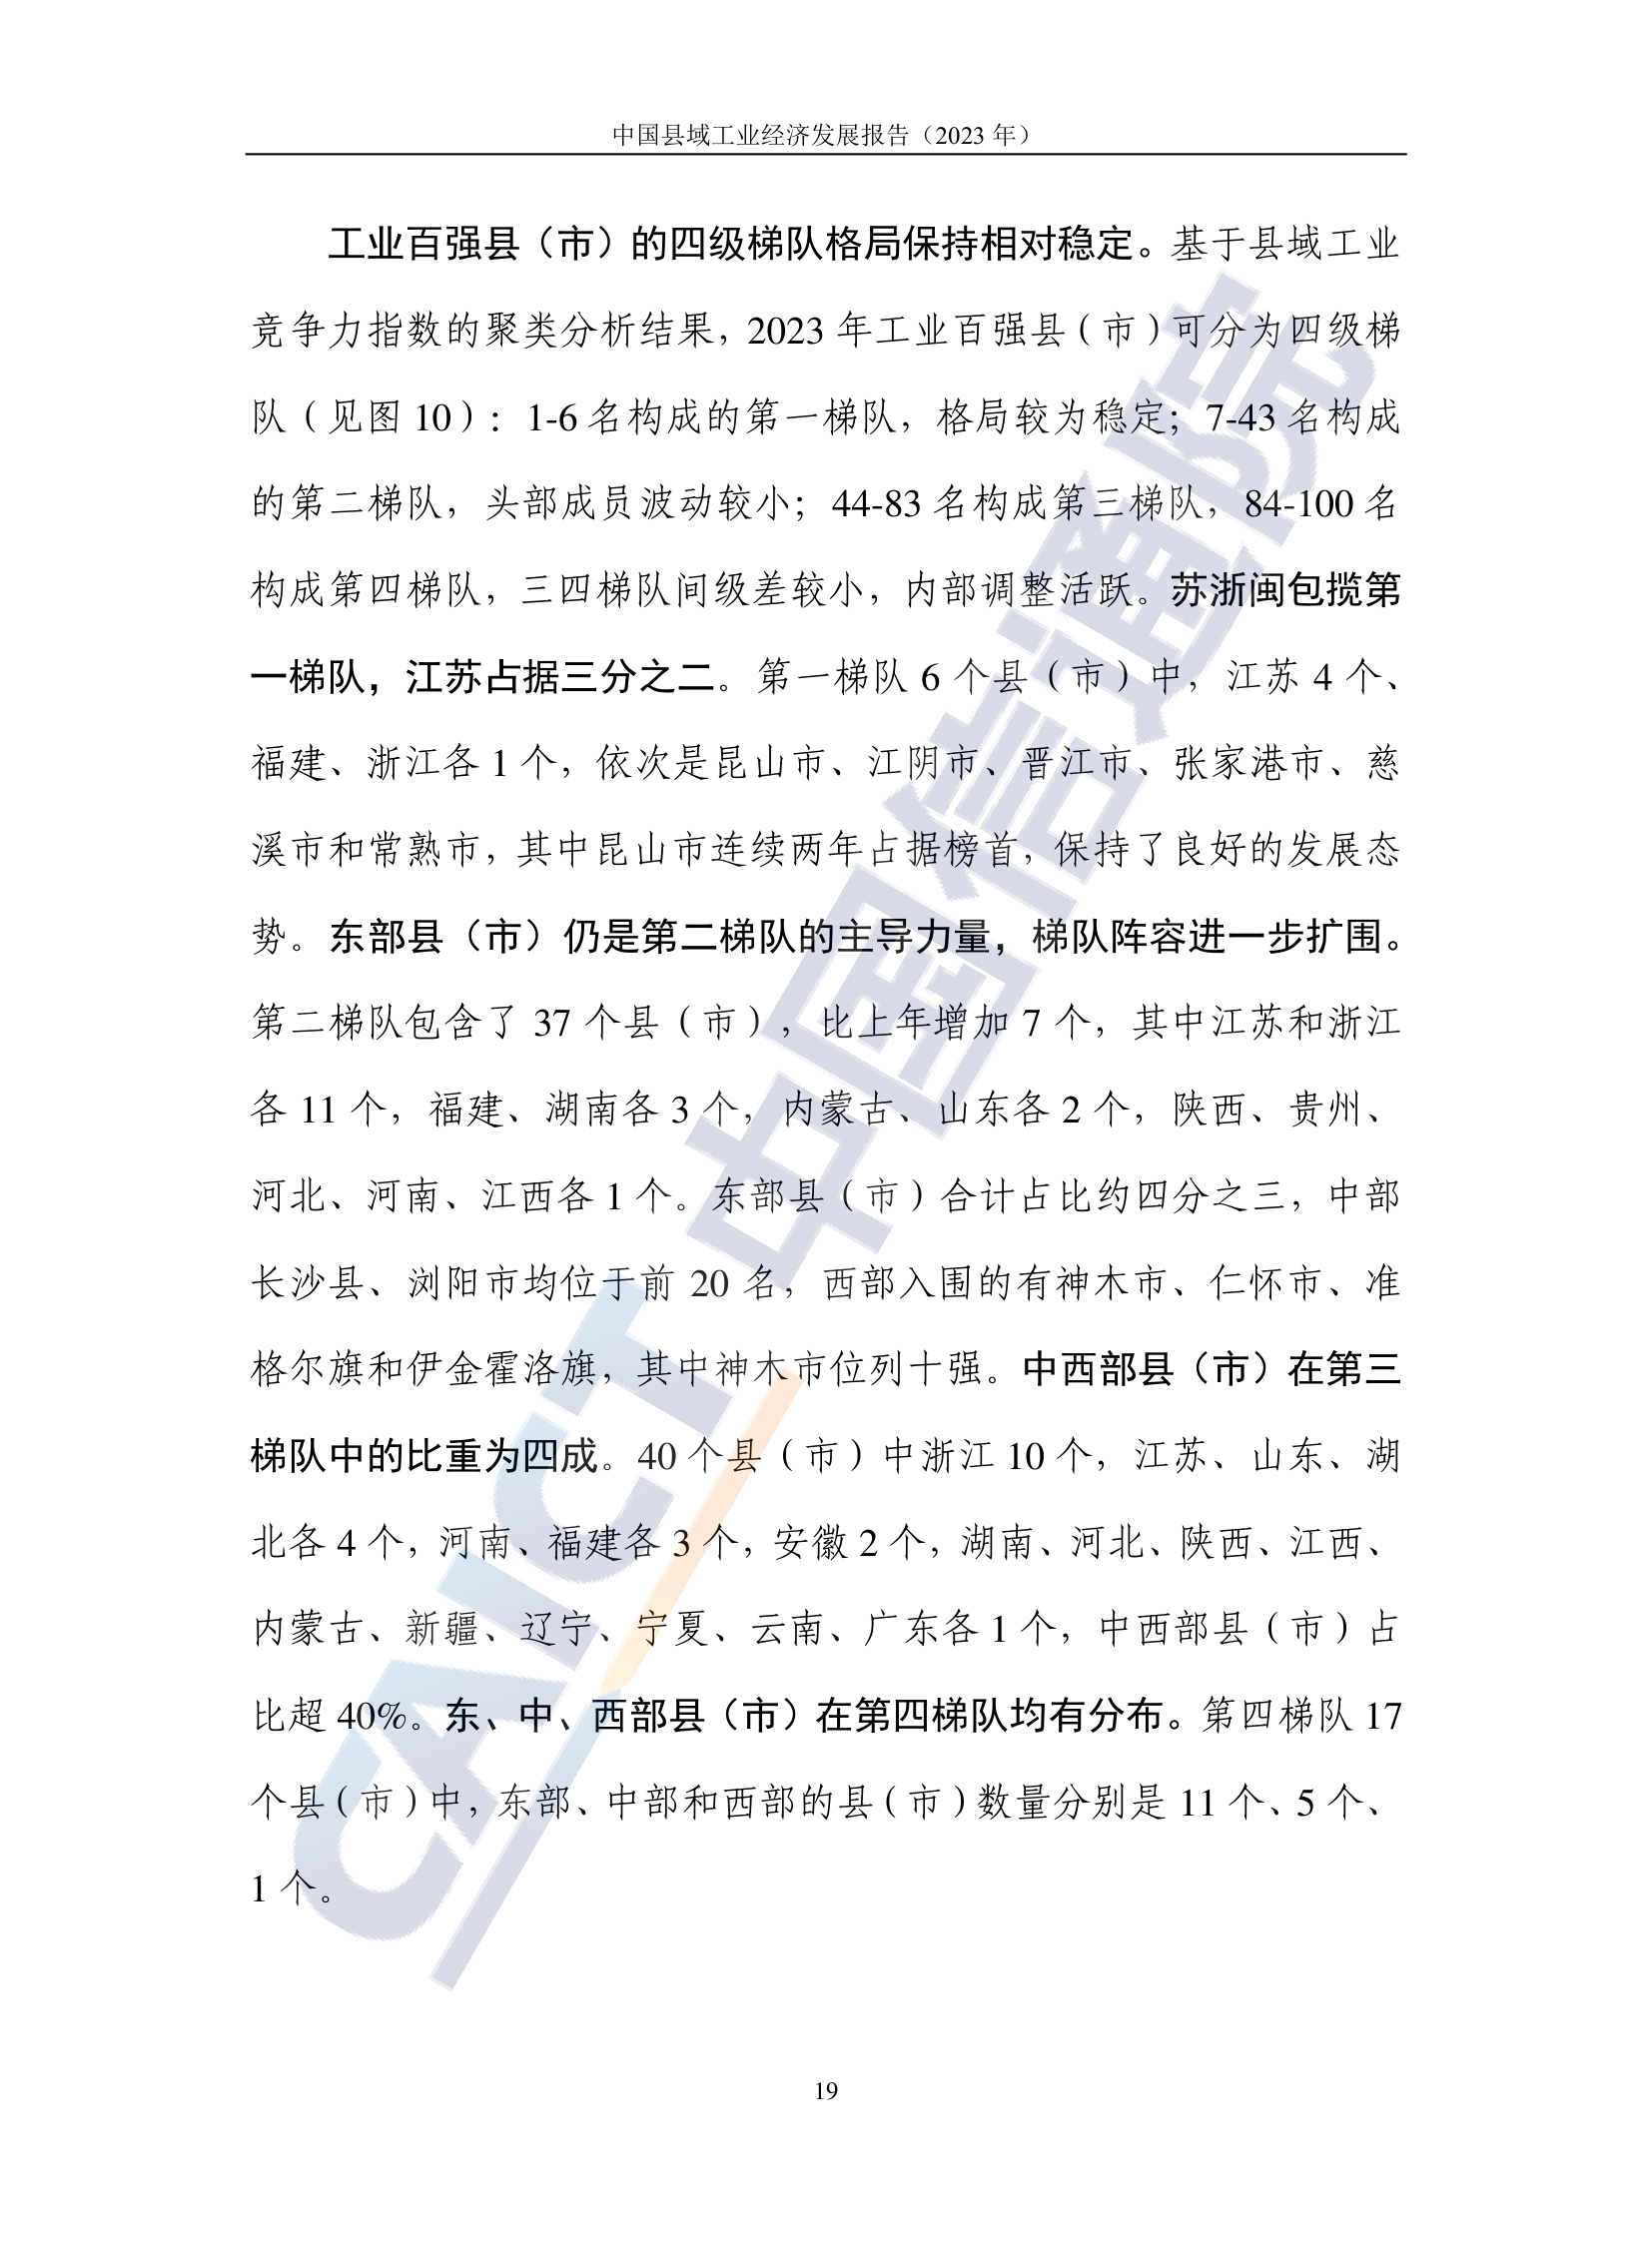 中国县域工业经济发展报告（2023 年）
工业百强县（市）的四级梯队格局保持相对稳定。基于县域工业
竞争力指数的聚类分析结果，2023 年工业百强县（市）可分为四级梯
队（见图 10）：1-6 名构成的第一梯队，格局较为稳定；7-43 名构成
的第二梯队，头部成员波动较小；44-83 名构成第三梯队，84-100 名
构成第四梯队，三四梯队间级差较小，内部调整活跃。苏浙闽包揽第
一梯队，江苏占据三分之二。第一梯队 6 个县（市）中，江苏 4 个、
福建、浙江各 1 个，依次是昆山市、江阴市、晋江市、张家港市、慈
溪市和常熟市，其中昆山市连续两年占据榜首，保持了良好的发展态
势。东部县（市）仍是第二梯队的主导力量，梯队阵容进一步扩围。
第二梯队包含了 37 个县（市），比上年增加 7 个，其中江苏和浙江
各 11 个，福建、湖南各 3 个，内蒙古、山东各 2 个，陕西、贵州、
河北、河南、江西各 1 个。东部县（市）合计占比约四分之三，中部
长沙县、浏阳市均位于前 20 名，西部入围的有神木市、仁怀市、准
格尔旗和伊金霍洛旗，其中神木市位列十强。中西部县（市）在第三
梯队中的比重为四成。40 个县（市）中浙江 10 个，江苏、山东、湖
北各 4 个，河南、福建各 3 个，安徽 2 个，湖南、河北、陕西、江西、
内蒙古、新疆、辽宁、宁夏、云南、广东各 1 个，中西部县（市）占
比超 40%。东、中、西部县（市）在第四梯队均有分布。第四梯队 17
个县（市）中，东部、中部和西部的县（市）数量分别是 11 个、5 个、
1 个。
19
CAICT 中国信通院